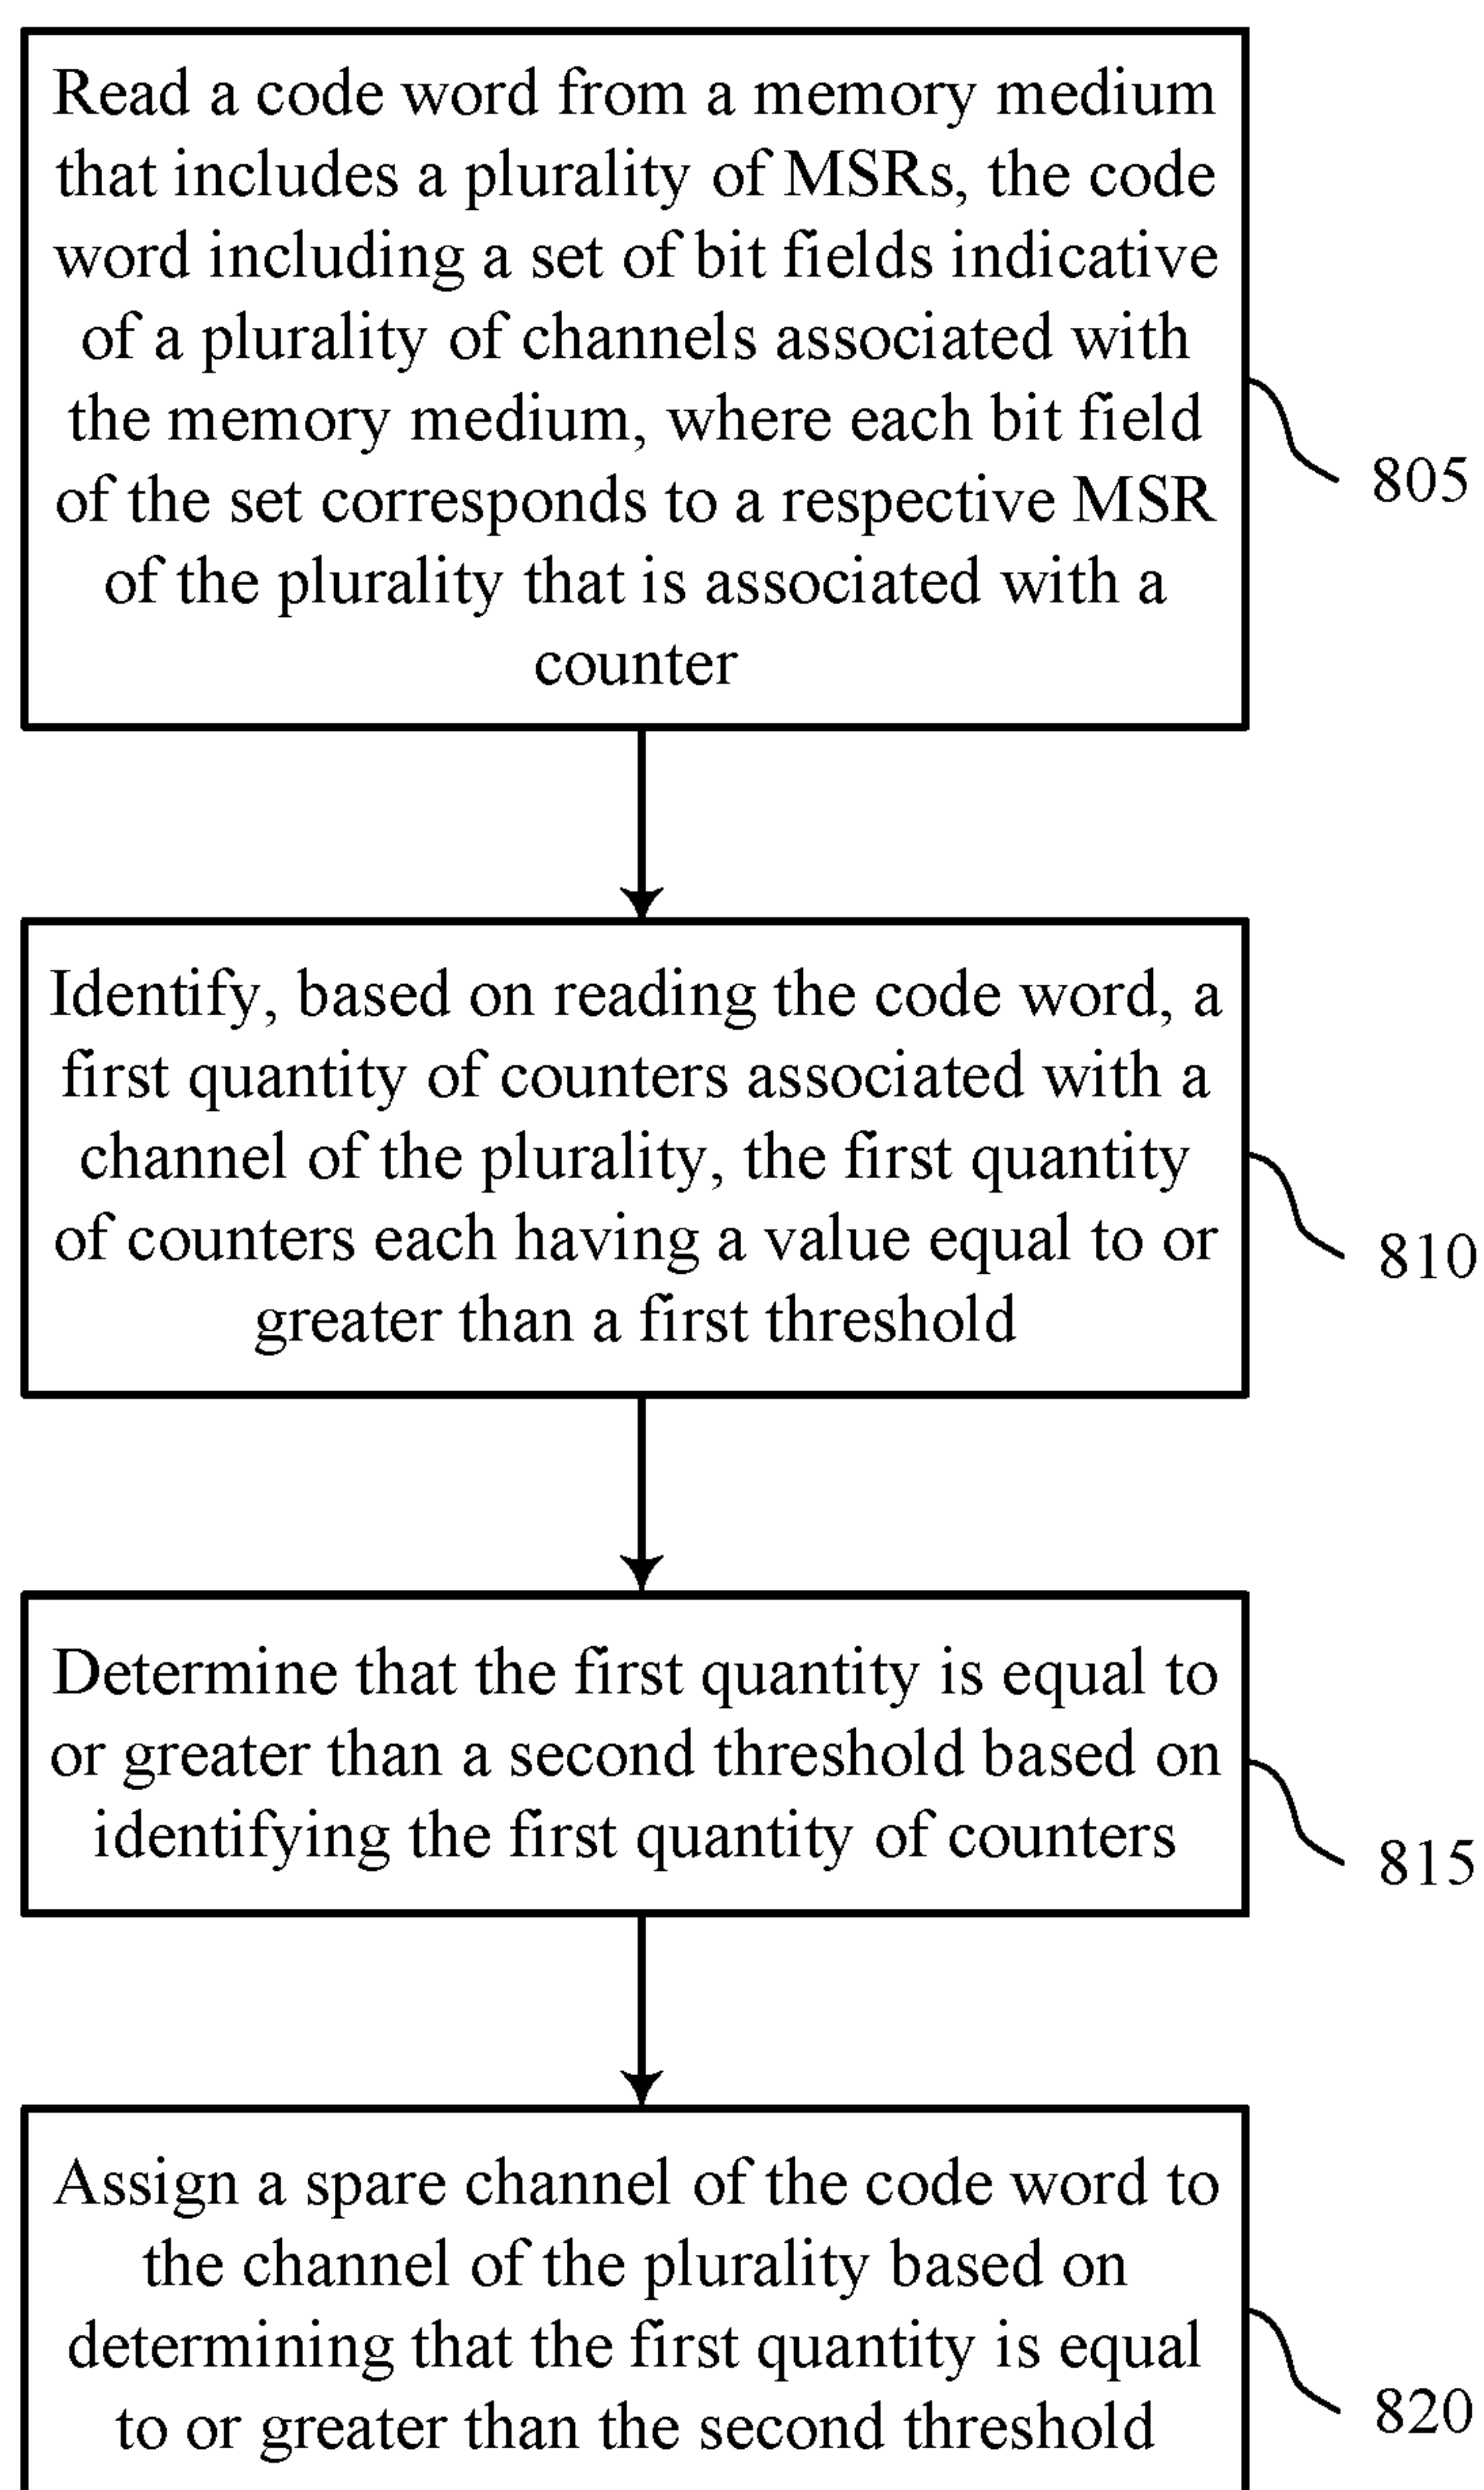 Read a code word from a memory medium
that includes a plurality of MSRs, the code
word including a set of bit fields indicative
of a plurality of channels associated with
the memory medium, where each bit field
of the set corresponds to a respective MSR
of the plurality that is associated with a
counter
805
Identify, based on reading the code word, a
first quantity of counters associated with a
channel of the plurality, the first quantity
of counters each having a value equal to or
greater than a first threshold
810
Determine that the first quantity is equal to
or greater than a second threshold based on
identifying the first quantity of counters
815
Assign a spare channel of the code word to
the channel of the plurality based on
determining that the first quantity is equal
to or greater than the second threshold
820